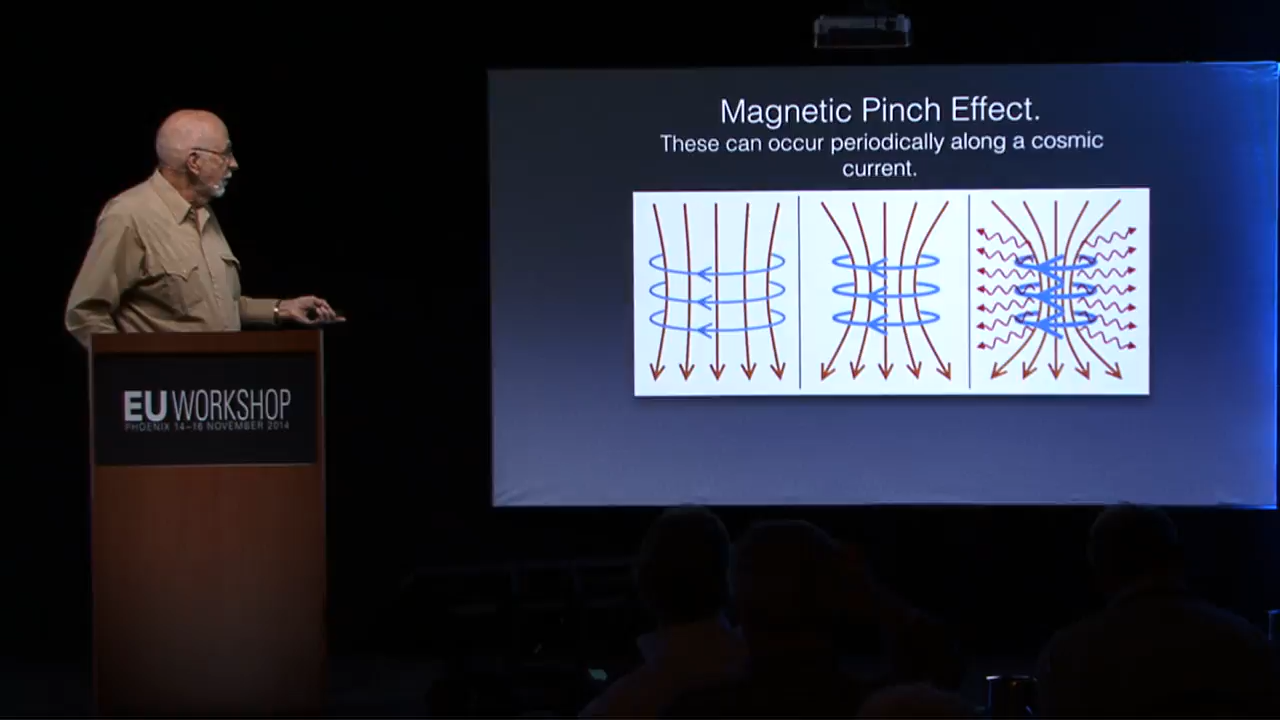 Magnetic Pinch Effect.
These can occur periodically along a cosmic
current.
EU WORKSHOP
PHOENIX 14-16 NOVEMBER 2014